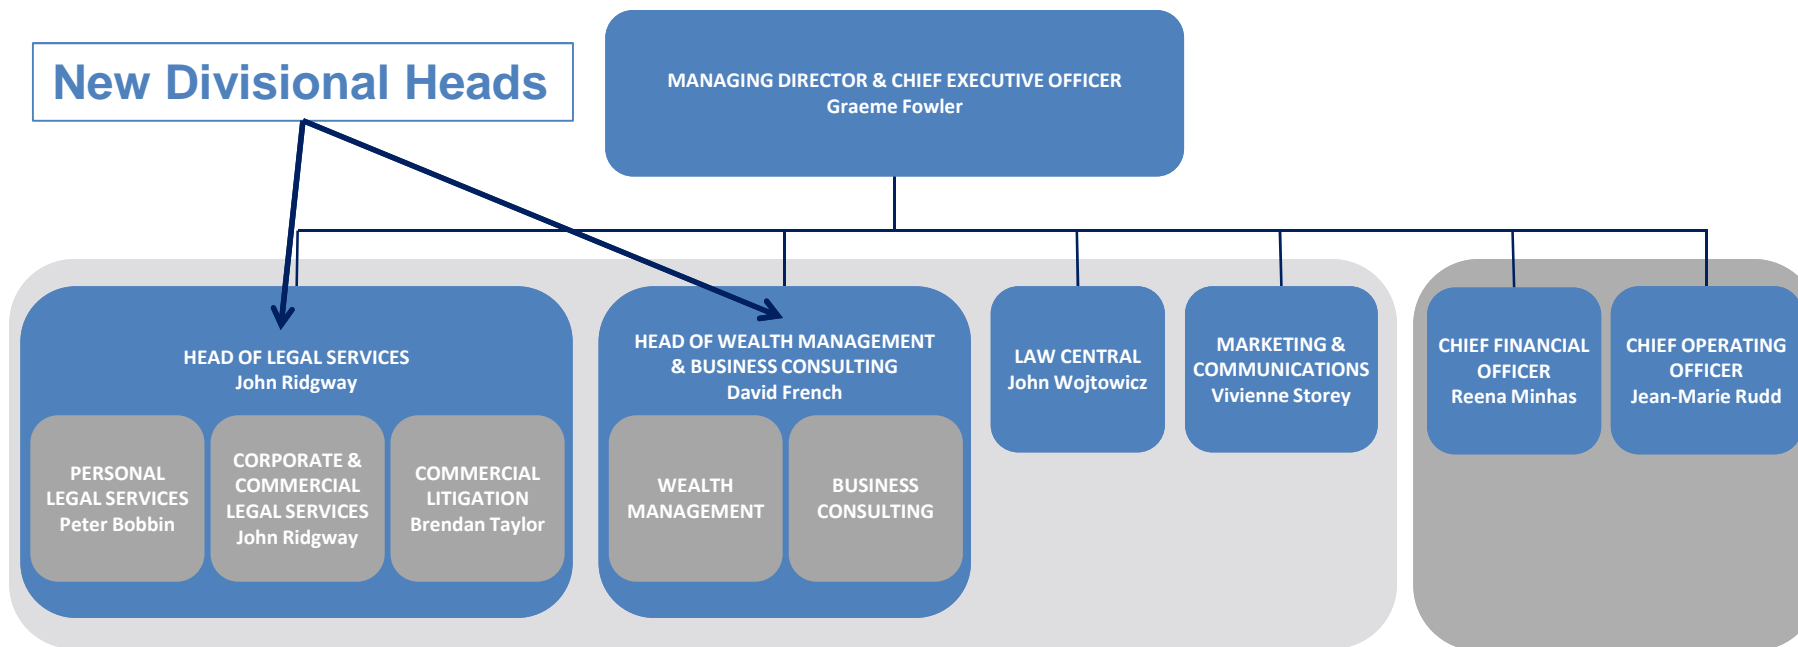 New Divisional Heads
MANAGING DIRECTOR & CHIEF EXECUTIVE OFFICER
Graeme Fowler
HEAD OF LEGAL SERVICES
John Ridgway
PERSONAL
LEGAL SERVICES
Peter Bobbin
CORPORATE &
COMMERCIAL
LEGAL SERVICES
John Ridgway
COMMERCIAL
LITIGATION
Brendan Taylor
HEAD OF WEALTH MANAGEMENT
& BUSINESS CONSULTING
David French
WEALTH
MANAGEMENT
BUSINESS
CONSULTING
LAW CENTRAL
John Wojtowicz
MARKETING &
COMMUNICATIONS
Vivienne Storey
CHIEF FINANCIAL
OFFICER
Reena Minhas
CHIEF OPERATING
OFFICER
Jean-Marie Rudd